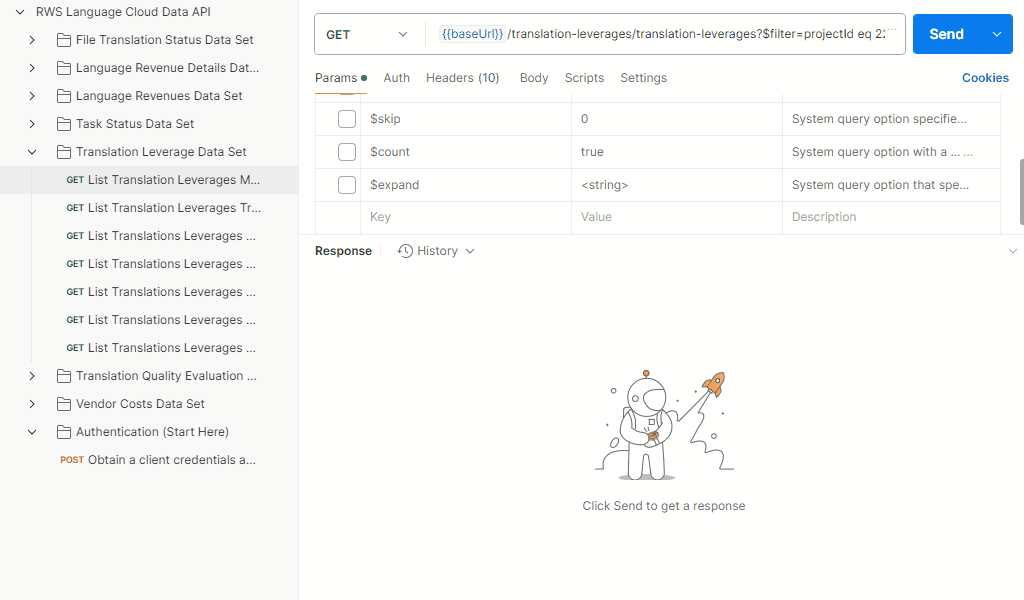 RWS Language Cloud Data API
File Translation Status Data Set
Language Revenue Details Dat...
Language Revenues Data Set
Task Status Data Set
Translation Leverage Data Set
GET List Translation Leverages M...
GET List Translation Leverages Tr...
GET List Translations Leverages ...
GET List Translations Leverages ...
GET List Translations Leverages ...
GET List Translations Leverages ...
GET List Translations Leverages ...
Translation Quality Evaluation ...
Vendor Costs Data Set
Authentication (Start Here)
POST Obtain a client credentials a...
GET {{baseUrl}} /translation-leverages/translation-leverages?$filter=projectId eq 2 ... Send
Params Auth Headers (10) Body Scripts Settings Cookies
$skip 0 System query option specifie...
$count true System query option with a ... ...
$expand <string> System query option that spe...
Key Value Description
Response History
Click Send to get a response